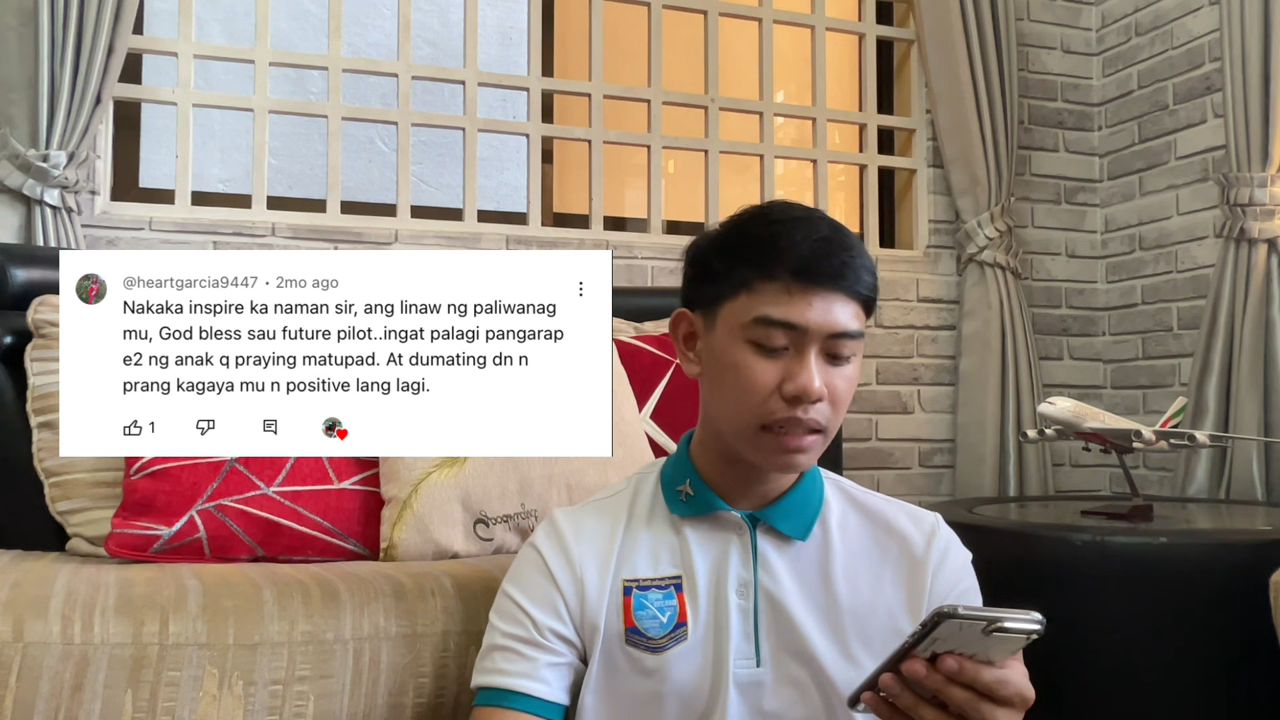 @heartgarcia9447 • 2mo ago
Nakaka inspire ka naman sir, ang linaw ng paliwanag
mu, God bless sau future pilot..ingat palagi pangarap
e2 ng anak q praying matupad. At dumating dn n
prang kagaya mu n positive lang lagi.
1